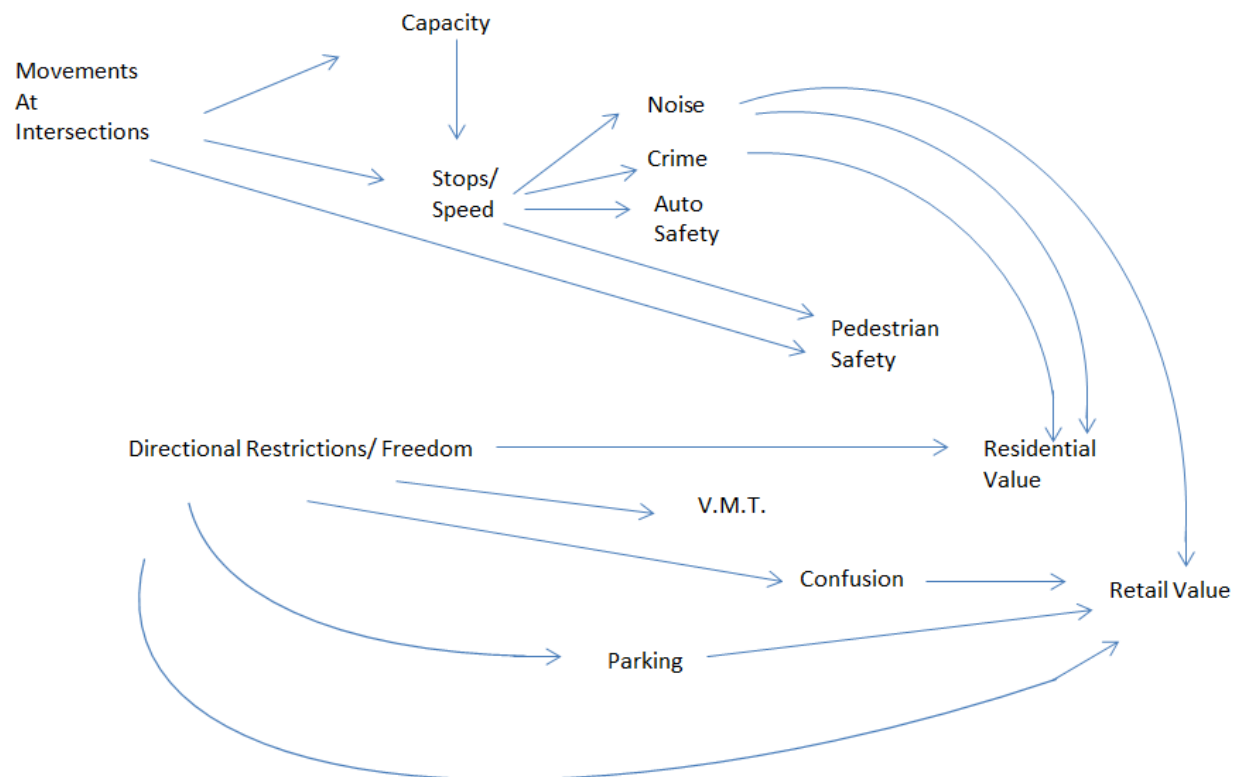 Capacity
Movements
At
Intersections
Noise
Crime
Stops/
Speed
Auto
Safety
Pedestrian
Safety
Directional Restrictions/ Freedom
Residential
Value
V.M.T.
Confusion
Retail Value
Parking